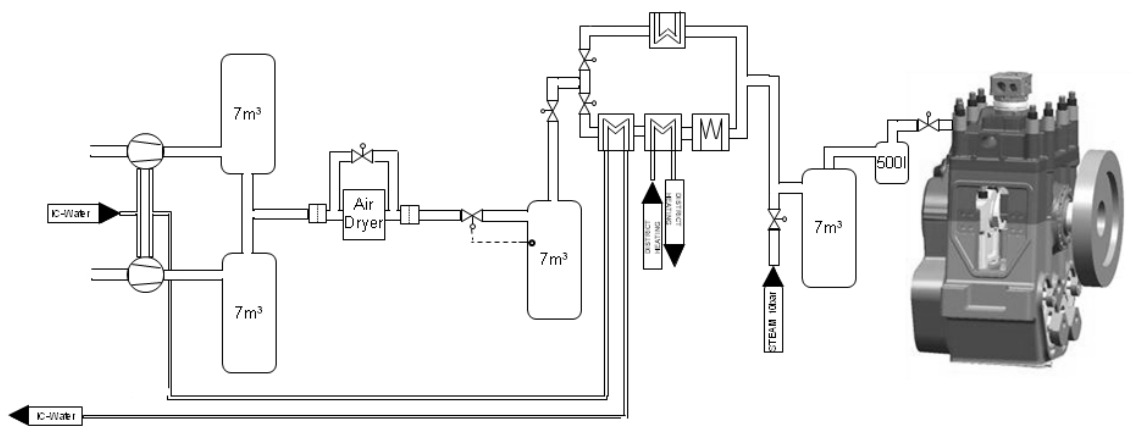 7m³
7m³
Air
Dryer
7m³
7m³
500l
IC-Water
IC-Water
DISTRICT
HEATING
DISTRICT
HEATING
STEAM 10bar